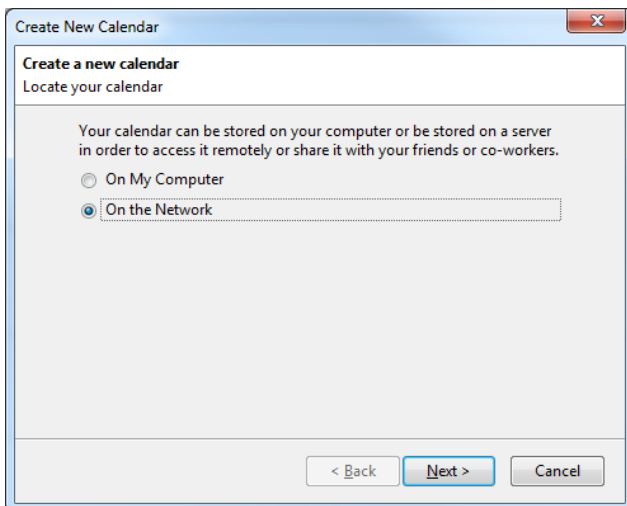 Create New Calendar
Create a new calendar
Locate your calendar
Your calendar can be stored on your computer or be stored on a server
in order to access it remotely or share it with your friends or co-workers.
On My Computer
On the Network
< Back Next > Cancel